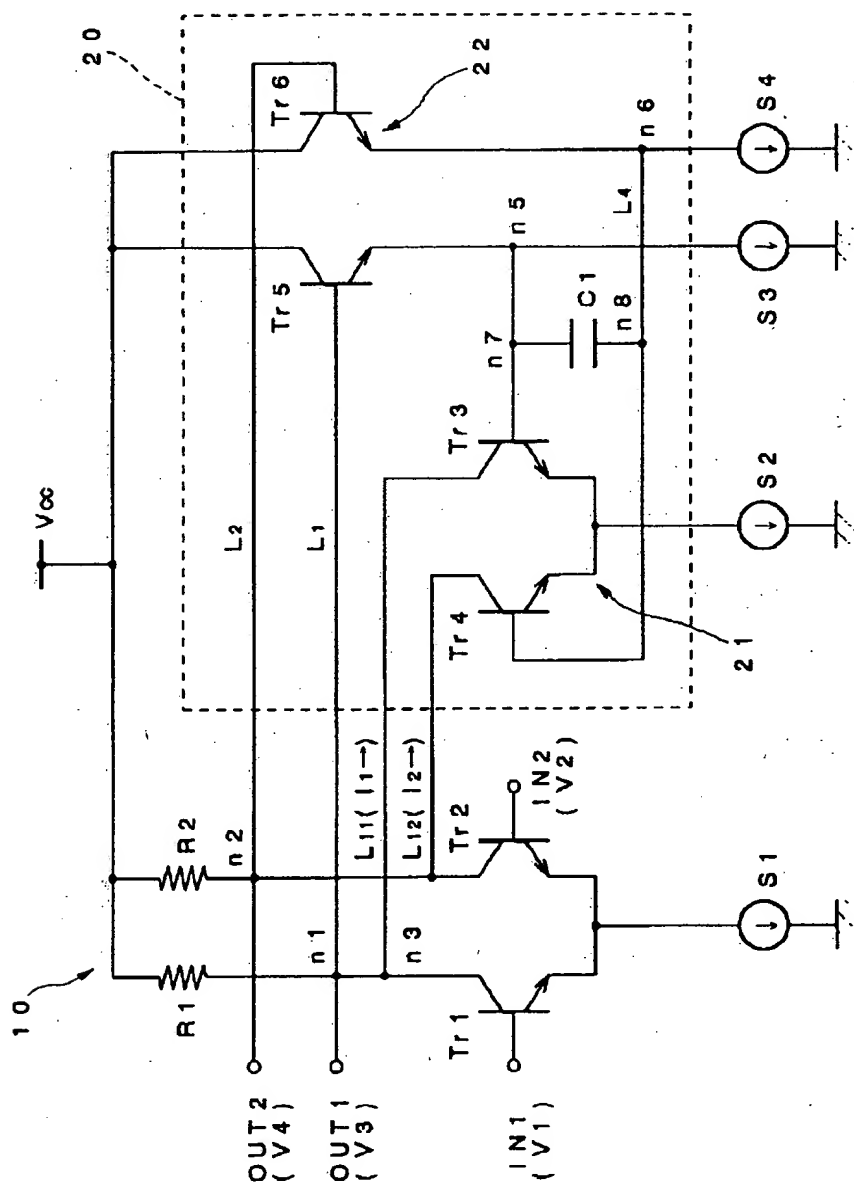 10
R1
R2
Vcc
20
OUT2
(V4)
OUT1
(V3)
n2
n1
n3
L2
L1
L11(I1→)
L12(I2→)
Tr6
22
Tr5
n5
n7
C1
n8
L4
n6
Tr3
Tr4
21
IN1
(V1)
Tr1
Tr2
IN2
(V2)
S1
S2
S3
S4